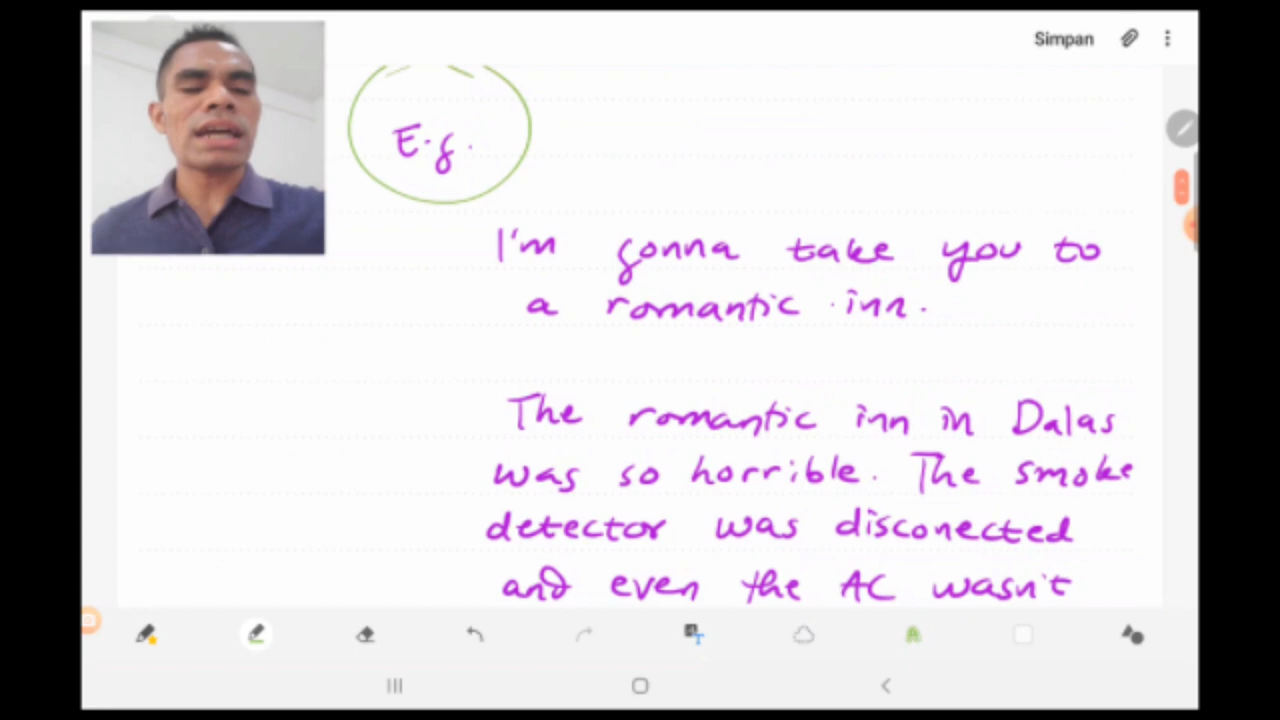 Simpan
E.g.
I'm gonna take you to
a romantic inn.
The romantic inn in Dalas
was so horrible. The smoke
detector was disconected
and even the AC wasn't